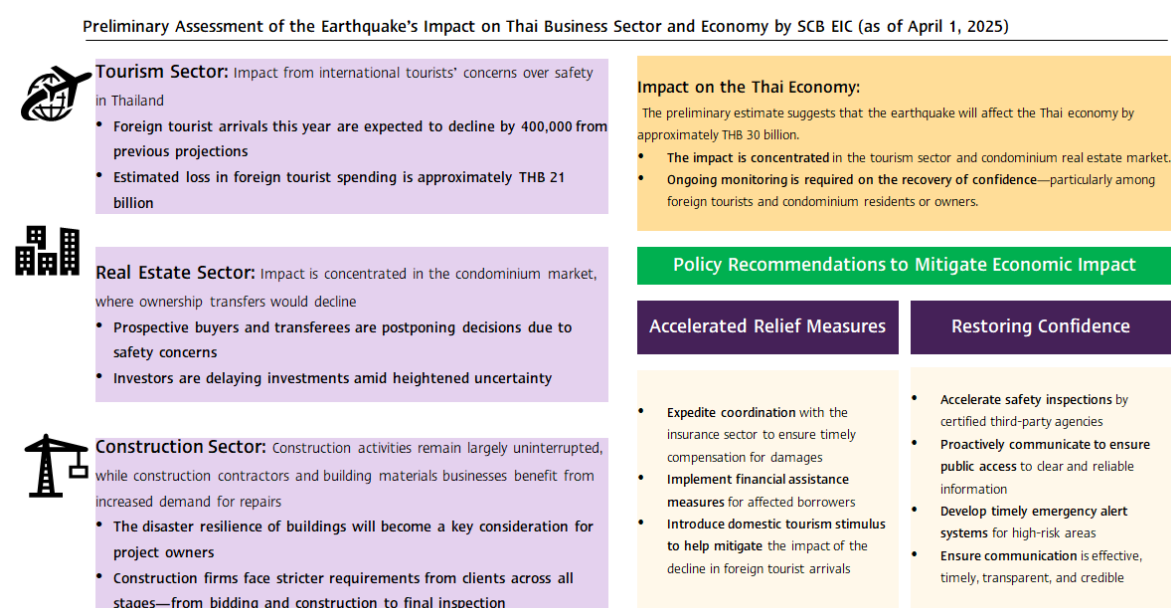 Preliminary Assessment of the Earthquake's Impact on Thai Business Sector and Economy by SCB EIC (as of April 1, 2025)
Tourism Sector: Impact from international tourists' concerns over safety
in Thailand
• Foreign tourist arrivals this year are expected to decline by 400,000 from
previous projections
• Estimated loss in foreign tourist spending is approximately THB 21
billion
Real Estate Sector: Impact is concentrated in the condominium market,
where ownership transfers would decline
• Prospective buyers and transferees are postponing decisions due to
safety concerns
• Investors are delaying investments amid heightened uncertainty
Construction Sector: Construction activities remain largely uninterrupted,
while construction contractors and building materials businesses benefit from
increased demand for repairs
• The disaster resilience of buildings will become a key consideration for
project owners
• Construction firms face stricter requirements from clients across all
stages—from bidding and construction to final inspection
Impact on the Thai Economy:
The preliminary estimate suggests that the earthquake will affect the Thai economy by
approximately THB 30 billion.
• The impact is concentrated in the tourism sector and condominium real estate market.
• Ongoing monitoring is required on the recovery of confidence—particularly among
foreign tourists and condominium residents or owners.
Policy Recommendations to Mitigate Economic Impact
Accelerated Relief Measures
• Expedite coordination with the
insurance sector to ensure timely
compensation for damages
• Implement financial assistance
measures for affected borrowers
• Introduce domestic tourism stimulus
to help mitigate the impact of the
decline in foreign tourist arrivals
Restoring Confidence
• Accelerate safety inspections by
certified third-party agencies
• Proactively communicate to ensure
public access to clear and reliable
information
• Develop timely emergency alert
systems for high-risk areas
• Ensure communication is effective,
timely, transparent, and credible